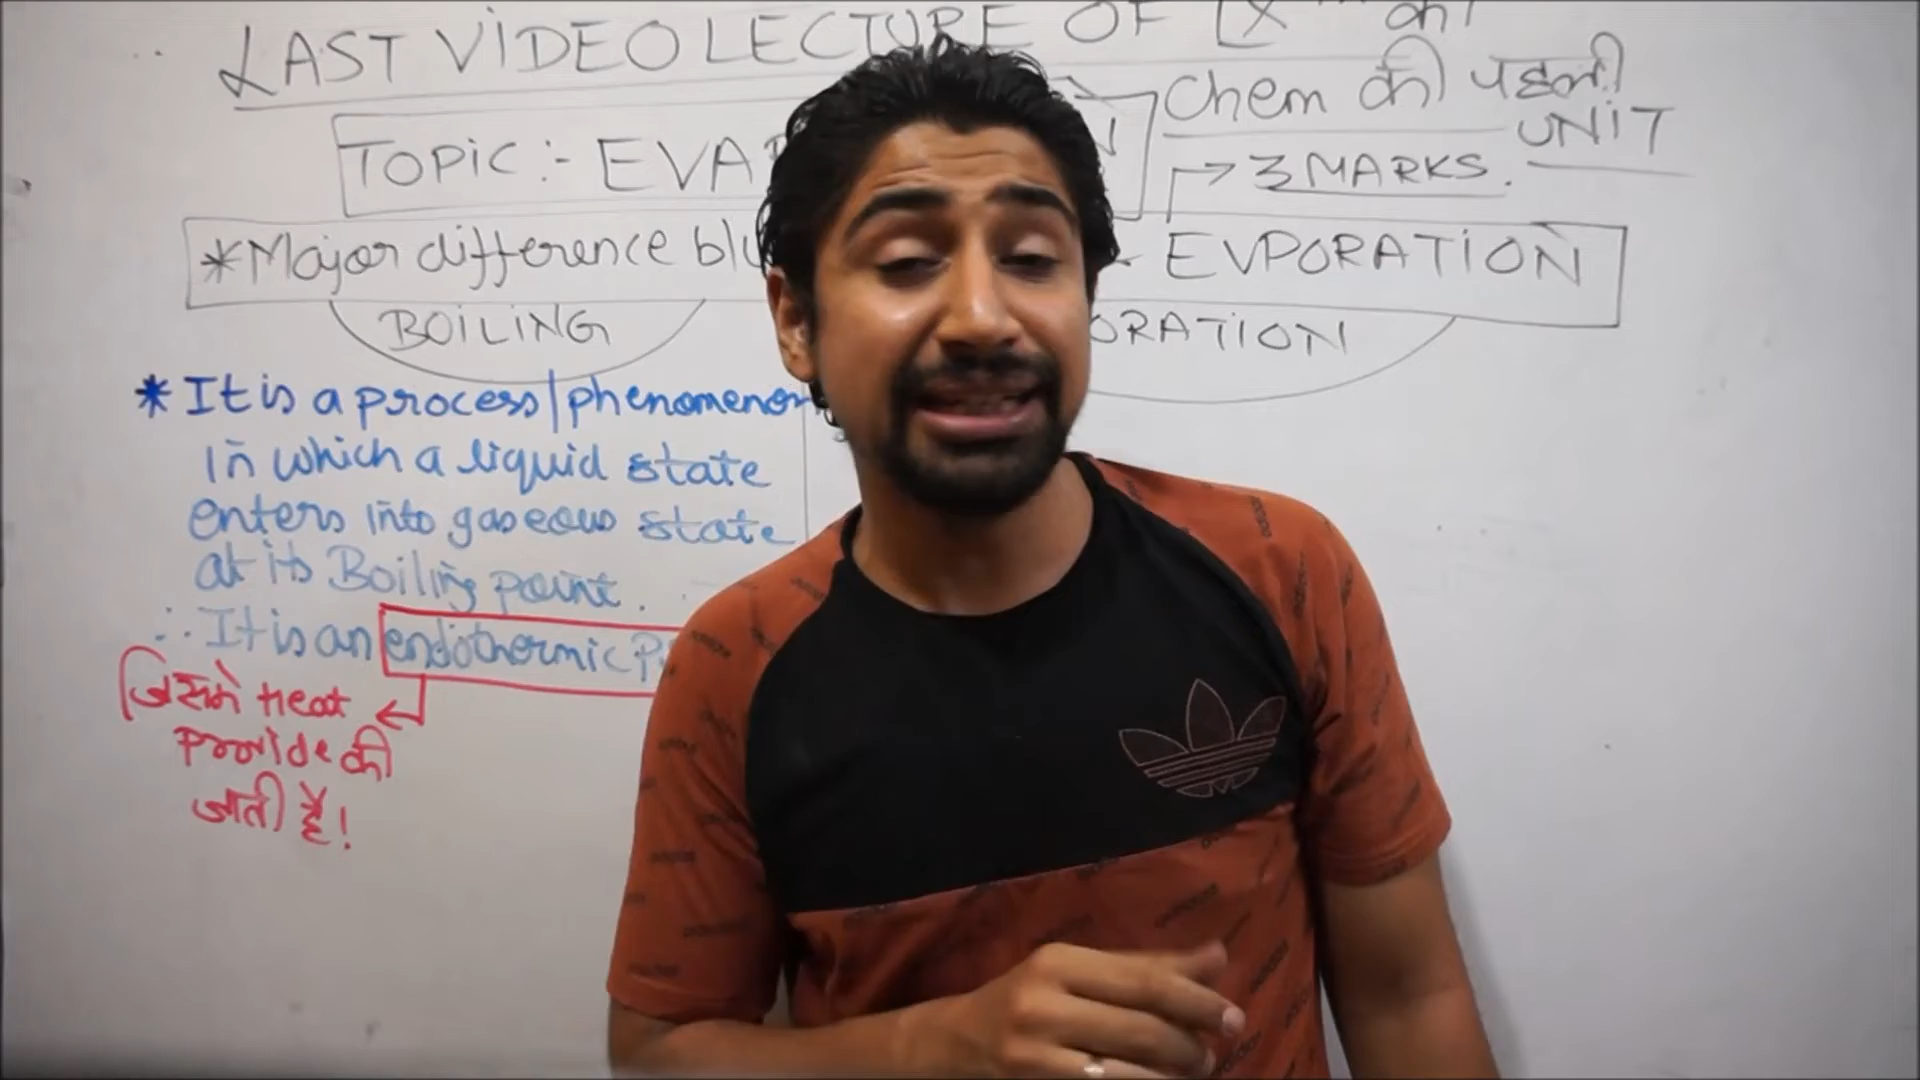 LAST VIDEO LECTURE OF IX की
Chem की पहली
UNIT
TOPIC :- EVAP N
→ 3 MARKS.
*Major difference b/w - EVPORATION
BOILING
ORATION
* It is a process/phenomenon
in which a liquid state
enters into gaseous state
at its Boiling point.
∴ It is an endothermic P
जिसमे Heat
provide की
जाती है!